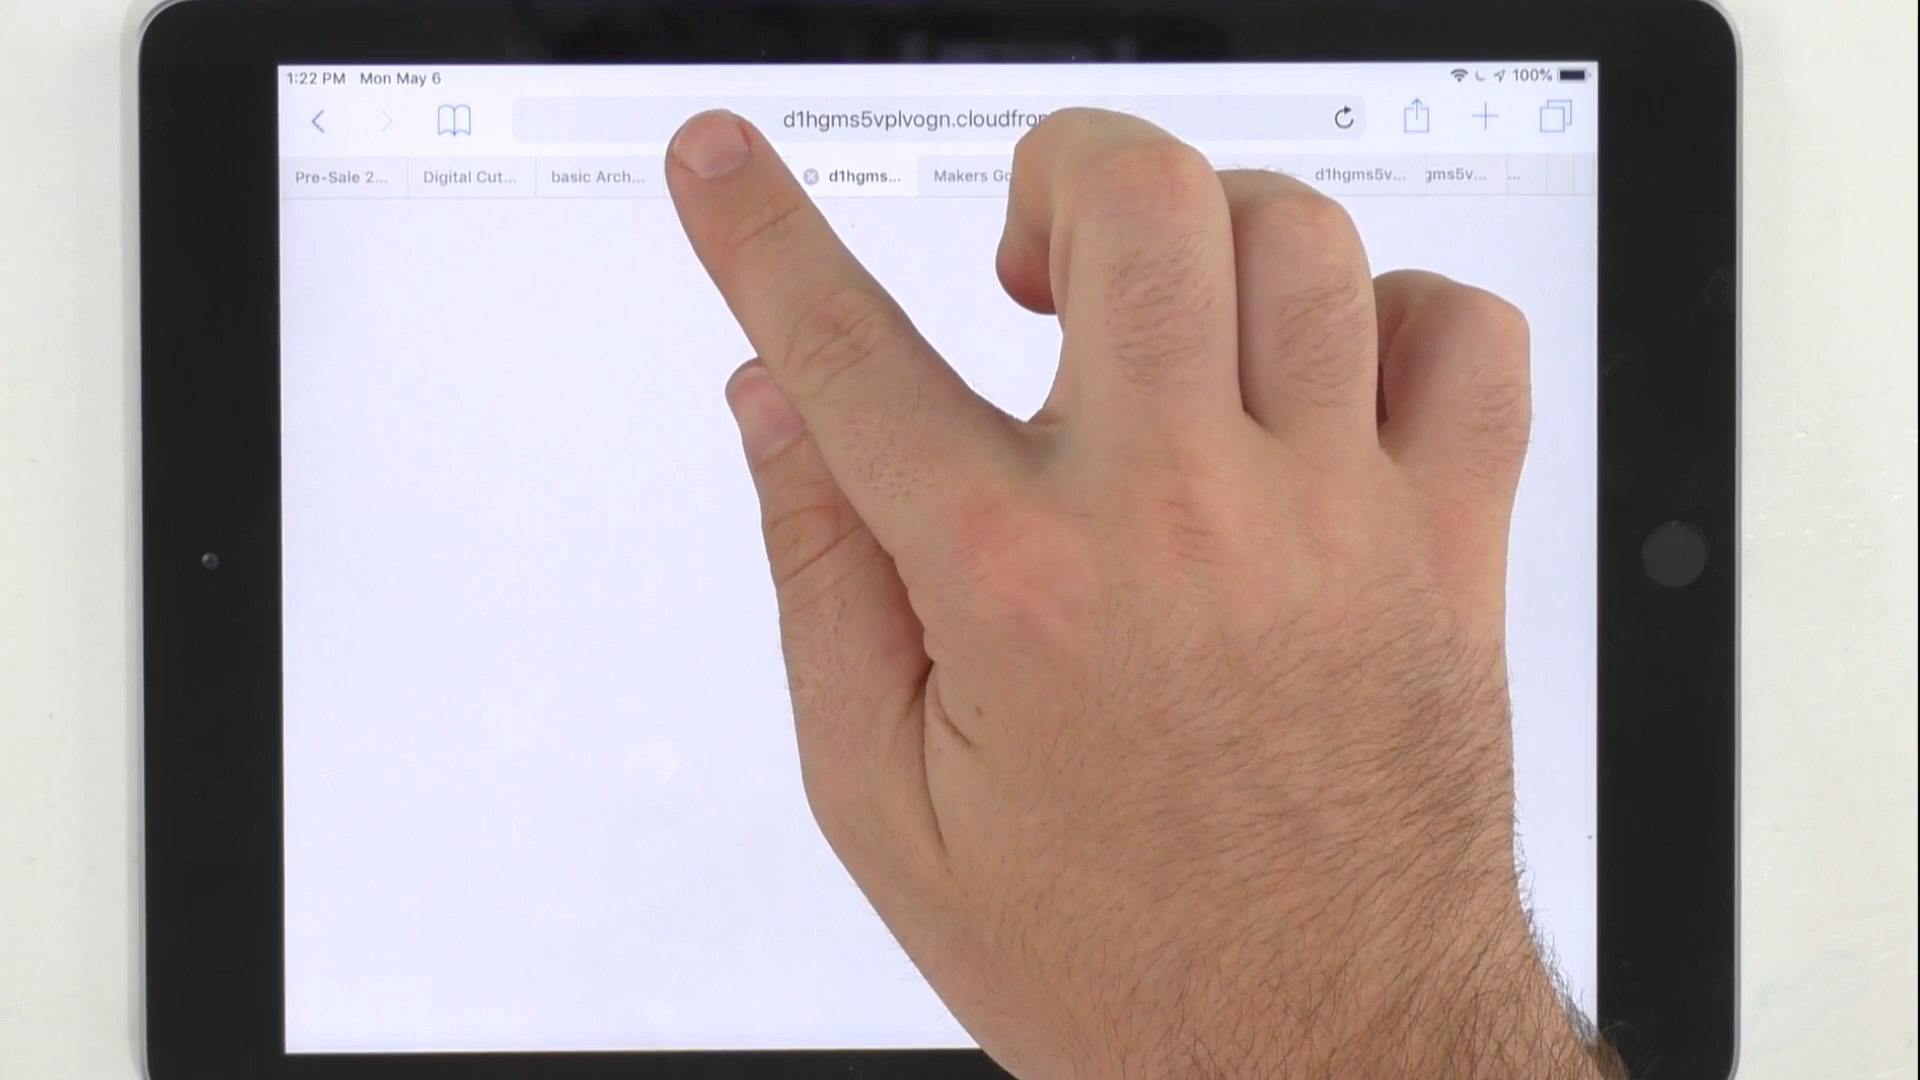 1:22 PM Mon May 6
100%
d1hgms5vplvogn.cloudfron
Pre-Sale 2... Digital Cut... basic Arch... d1hgms... Makers Go d1hgms5v... gms5v... ...